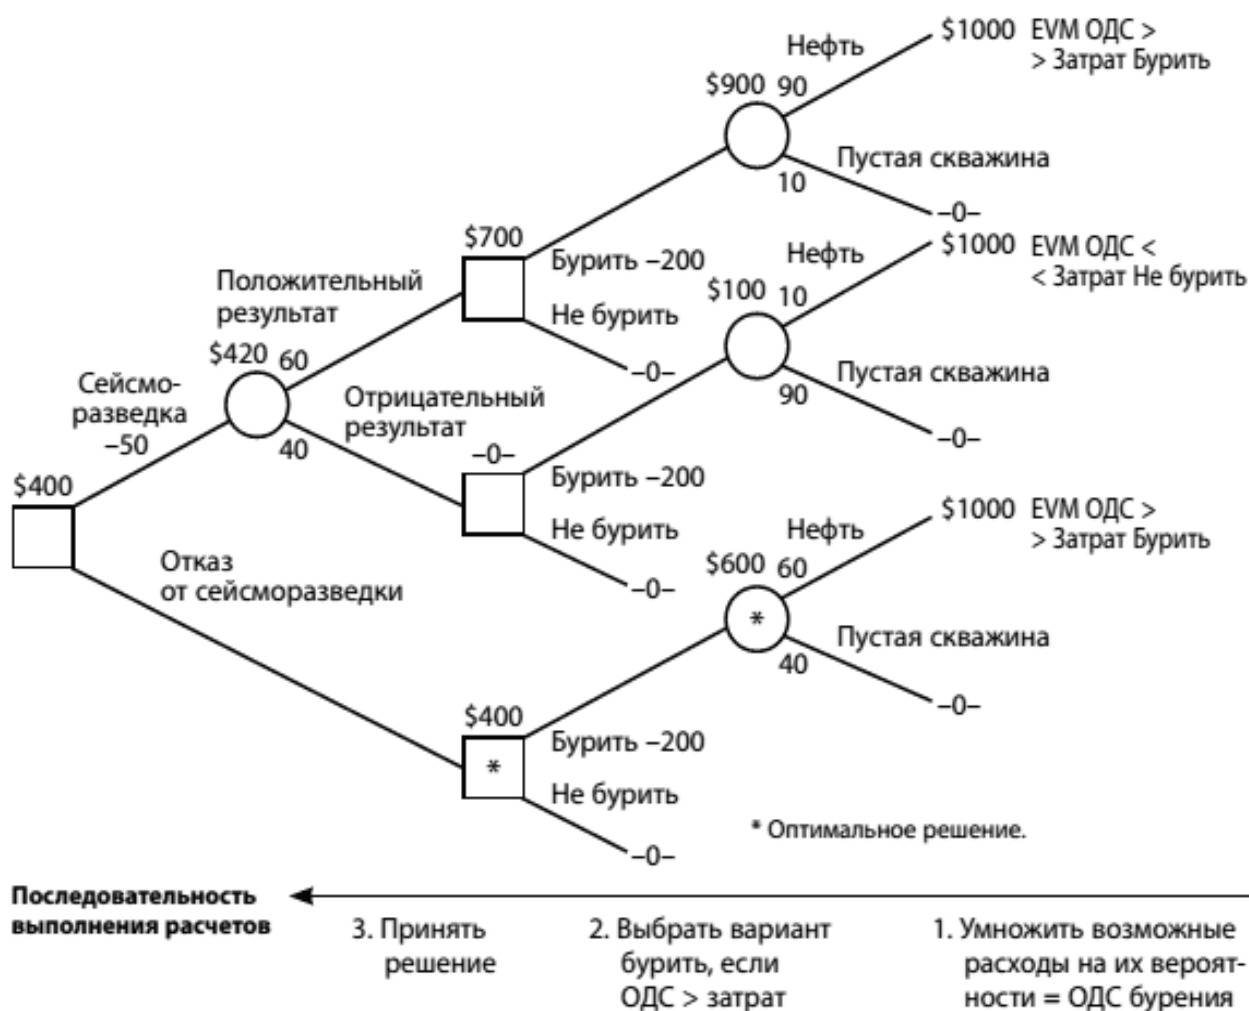 Нефть
$1000 EVM ОДС >
> Затрат Бурить
$900 90
Пустая скважина
10
–0–
$700
Бурить –200
Не бурить
–0–
Нефть
$1000 EVM ОДС <
< Затрат Не бурить
$100 10
Пустая скважина
90
–0–
Положительный
результат
$420 60
Сейсмо-
разведка
–50
40
Отрицательный
результат
–0–
Бурить –200
Не бурить
–0–
$400
Отказ
от сейсморазведки
Нефть
$1000 EVM ОДС >
> Затрат Бурить
$600 60
*
Пустая скважина
40
–0–
$400
*
Бурить –200
Не бурить
–0–
* Оптимальное решение.
Последовательность
выполнения расчетов
3. Принять
решение
2. Выбрать вариант
бурить, если
ОДС > затрат
1. Умножить возможные
расходы на их вероят-
ности = ОДС бурения